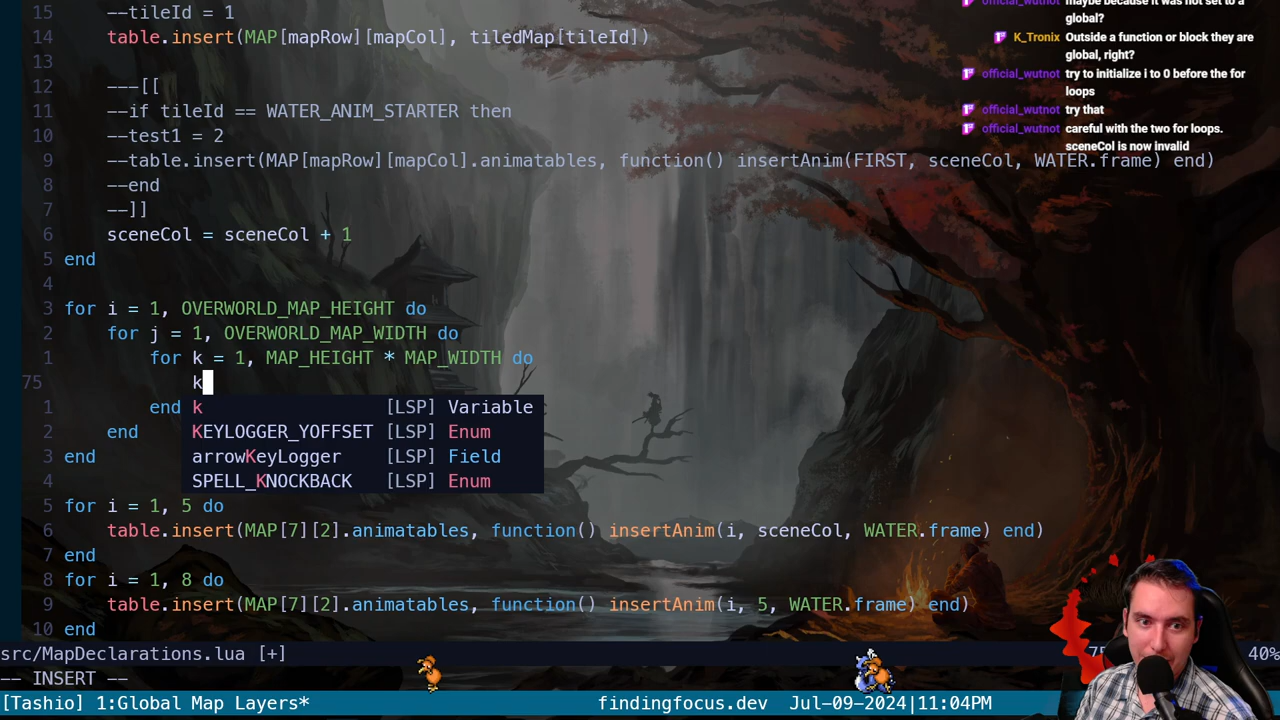 15 --tileId = 1
14 table.insert(MAP[mapRow][mapCol], tiledMap[tileId])
13
12 ---[[
11 --if tileId == WATER_ANIM_STARTER then
10 --test1 = 2
9 --table.insert(MAP[mapRow][mapCol].animatables, function() insertAnim(FIRST, sceneCol, WATER.frame) end)
8 --end
7 --]]
6 sceneCol = sceneCol + 1
5 end
4
3 for i = 1, OVERWORLD_MAP_HEIGHT do
2 for j = 1, OVERWORLD_MAP_WIDTH do
1 for k = 1, MAP_HEIGHT * MAP_WIDTH do
75 k
1 end
k [LSP] Variable
2 end
KEYLOGGER_YOFFSET [LSP] Enum
3 end
arrowKeyLogger [LSP] Field
4
SPELL_KNOCKBACK [LSP] Enum
5 for i = 1, 5 do
6 table.insert(MAP[7][2].animatables, function() insertAnim(i, sceneCol, WATER.frame) end)
7 end
8 for i = 1, 8 do
9 table.insert(MAP[7][2].animatables, function() insertAnim(i, 5, WATER.frame) end)
10 end
src/MapDeclarations.lua [+]
40%
-- INSERT --
[Tashio] 1:Global Map Layers*
findingfocus.dev Jul-09-2024|11:04PM
official_wutnot maybe because it was not set to a
global?
K_Tronix Outside a function or block they are
global, right?
official_wutnot try to initialize i to 0 before the for
loops
official_wutnot try that
official_wutnot careful with the two for loops.
sceneCol is now invalid